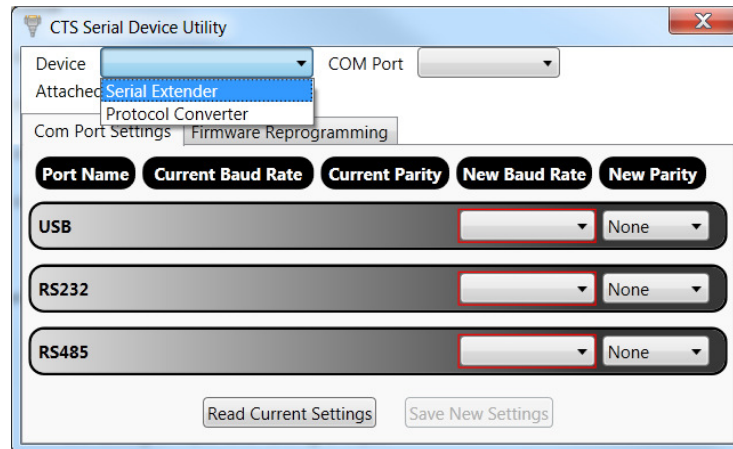 CTS Serial Device Utility
Device COM Port
Attached
Serial Extender
Protocol Converter
Com Port Settings Firmware Reprogramming
Port Name Current Baud Rate Current Parity New Baud Rate New Parity
USB None
RS232 None
RS485 None
Read Current Settings Save New Settings